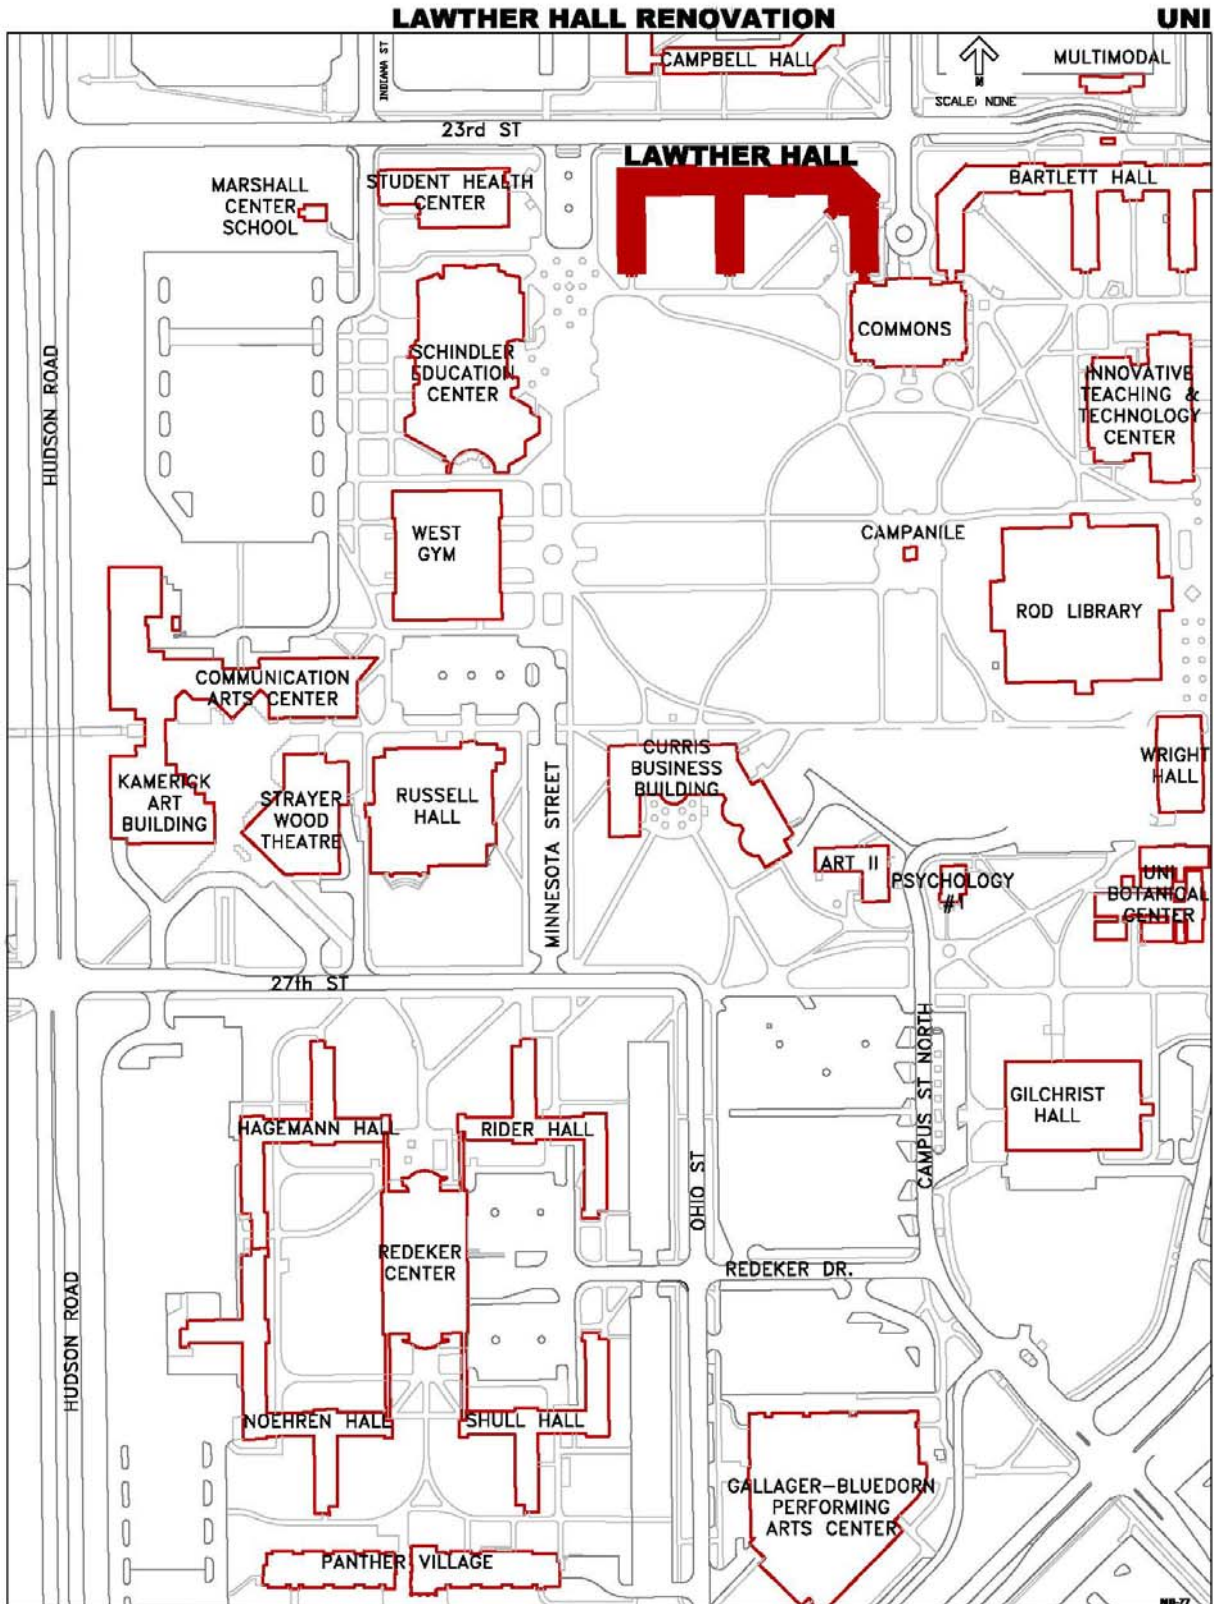 LAWTHER HALL RENOVATION
UNI
INDIANA ST
CAMPBELL HALL
N
SCALE: NONE
MULTIMODAL
23rd ST
LAWTHER HALL
MARSHALL
CENTER
SCHOOL
STUDENT HEALTH
CENTER
BARTLETT HALL
COMMONS
SCHINDLER
EDUCATION
CENTER
INNOVATIVE
TEACHING &
TECHNOLOGY
CENTER
HUDSON ROAD
WEST
GYM
CAMPANILE
ROD LIBRARY
COMMUNICATION
ARTS CENTER
KAMERICK
ART
BUILDING
STRAYER
WOOD
THEATRE
RUSSELL
HALL
MINNESOTA STREET
CURRIS
BUSINESS
BUILDING
WRIGHT
HALL
ART II
PSYCHOLOGY
#1
UNI
BOTANICAL
CENTER
27th ST
CAMPUS ST NORTH
GILCHRIST
HALL
HAGEMANN HALL
RIDER HALL
OHIO ST
REDEKER
CENTER
REDEKER DR.
HUDSON ROAD
NOEHREN HALL
SHULL HALL
GALLAGER-BLUEDORN
PERFORMING
ARTS CENTER
PANTHER VILLAGE